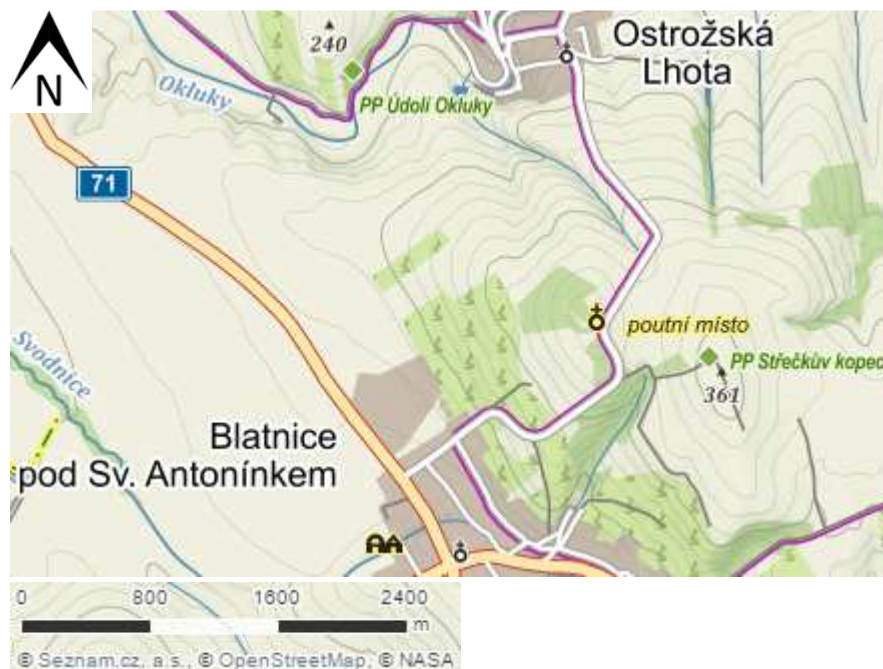 N
240
Okluky
PP Údolí Okluky
Ostrožská
Lhota
71
poutní místo
PP Střečkův kopec
361
Svodnice
Blatnice
pod Sv. Antonínkem
0 800 1600 2400
m
© Seznam.cz, a.s., © OpenStreetMap, © NASA